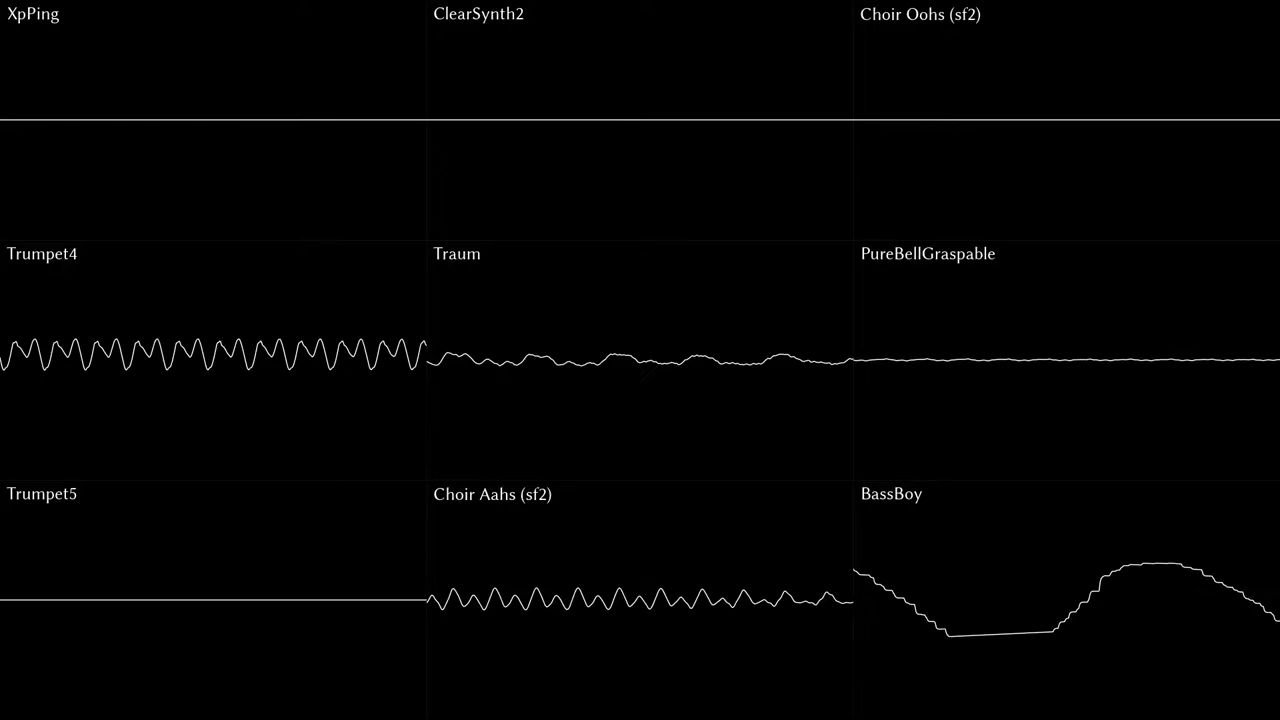 XpPing
ClearSynth2
Choir Oohs (sf2)
Trumpet4
Traum
PureBellGraspable
Trumpet5
Choir Aahs (sf2)
BassBoy